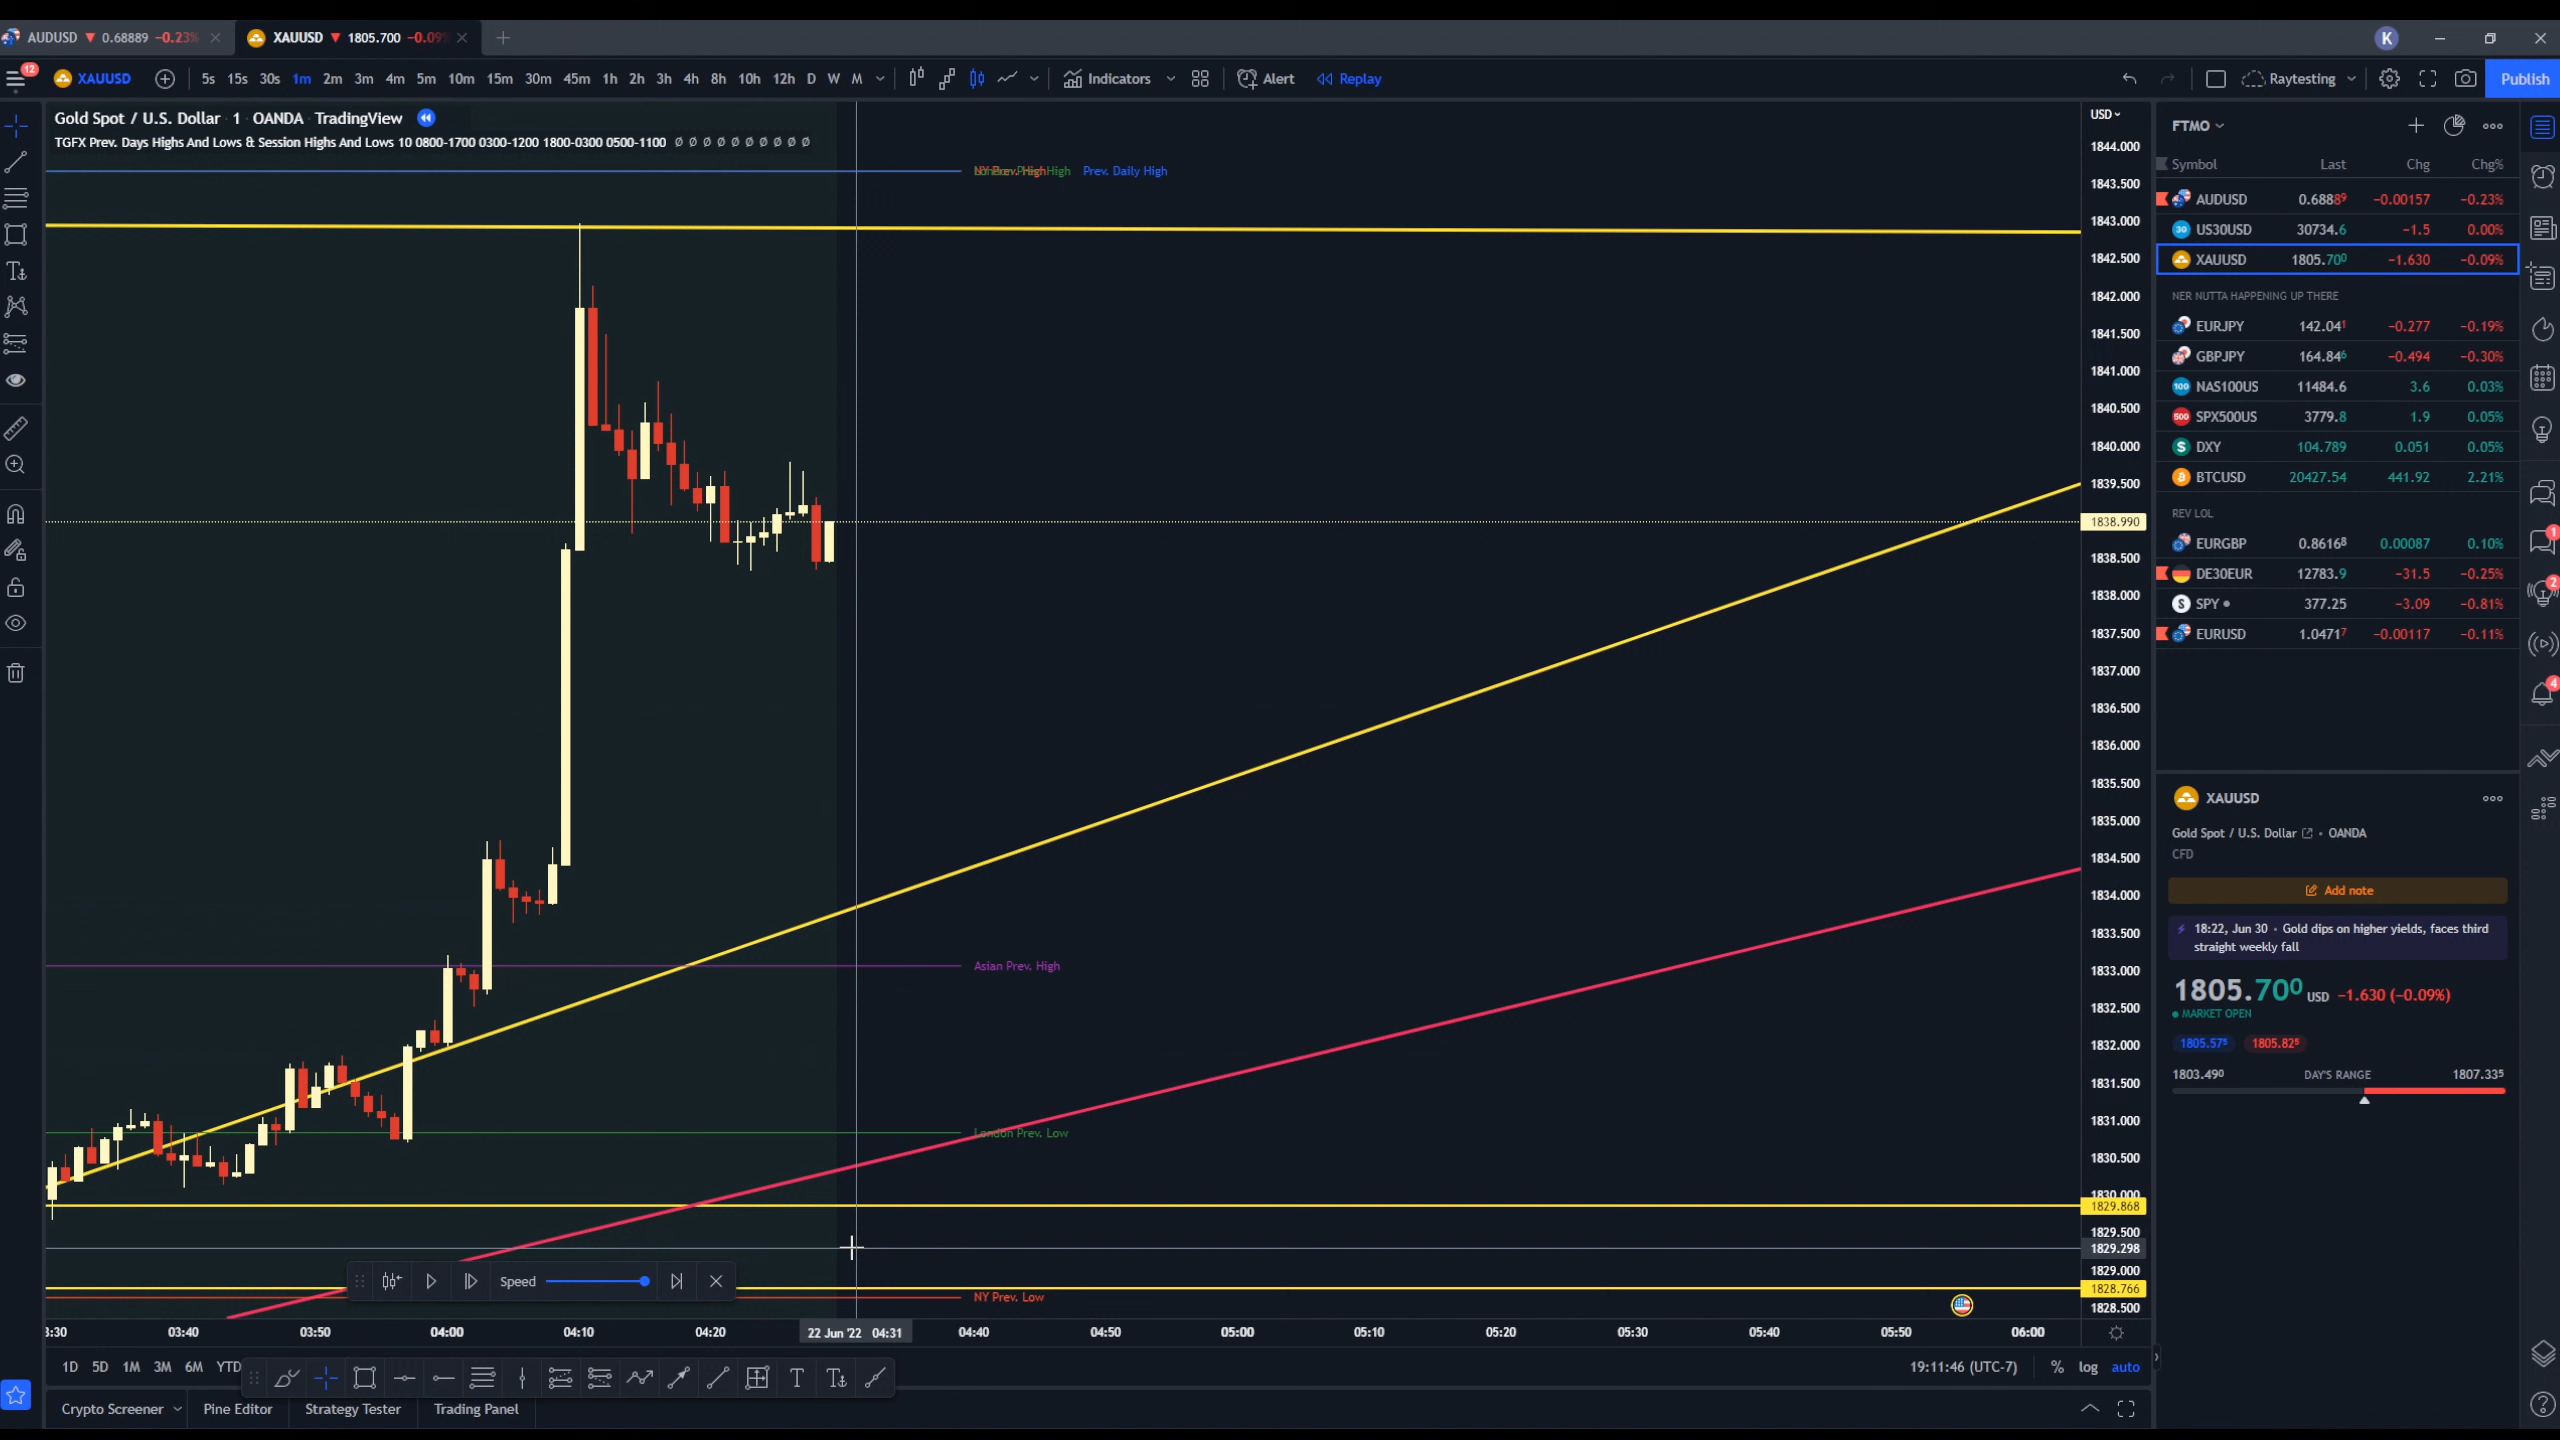 AUDUSD ▼ 0.68889 −0.23%
XAUUSD ▼ 1805.700 −0.09%
K
12
XAUUSD 5s 15s 30s 1m 2m 3m 4m 5m 10m 15m 30m 45m 1h 2h 3h 4h 8h 10h 12h D W M Indicators Alert Replay Raytesting Publish
Gold Spot / U.S. Dollar · 1 · OANDA · TradingView
TGFX Prev. Days Highs And Lows & Session Highs And Lows 10 0800-1700 0300-1200 1800-0300 0500-1100 ∅ ∅ ∅ ∅ ∅ ∅ ∅ ∅ ∅ ∅
NY Prev. High
Prev. Daily High
Asian Prev. High
London Prev. Low
NY Prev. Low
USD
1844.000
1843.500
1843.000
1842.500
1842.000
1841.500
1841.000
1840.500
1840.000
1839.500
1838.990
1838.500
1838.000
1837.500
1837.000
1836.500
1836.000
1835.500
1835.000
1834.500
1834.000
1833.500
1833.000
1832.500
1832.000
1831.500
1831.000
1830.500
1830.000
1829.868
1829.500
1829.298
1829.000
1828.766
1828.500
Speed
3:30 03:40 03:50 04:00 04:10 04:20 22 Jun '22 04:31 04:40 04:50 05:00 05:10 05:20 05:30 05:40 05:50 06:00
1D 5D 1M 3M 6M YTD
19:11:46 (UTC-7) % log auto
Crypto Screener Pine Editor Strategy Tester Trading Panel
FTMO
Symbol Last Chg Chg%
AUDUSD 0.68889 −0.00157 −0.23%
US30USD 30734.6 −1.5 0.00%
XAUUSD 1805.700 −1.630 −0.09%
NER NUTTA HAPPENING UP THERE
EURJPY 142.041 −0.277 −0.19%
GBPJPY 164.846 −0.494 −0.30%
NAS100US 11484.6 3.6 0.03%
SPX500US 3779.8 1.9 0.05%
DXY 104.789 0.051 0.05%
BTCUSD 20427.54 441.92 2.21%
REV LOL
EURGBP 0.86168 0.00087 0.10%
DE30EUR 12783.9 −31.5 −0.25%
SPY 377.25 −3.09 −0.81%
EURUSD 1.04717 −0.00117 −0.11%
XAUUSD
Gold Spot / U.S. Dollar • OANDA
CFD
Add note
18:22, Jun 30 · Gold dips on higher yields, faces third
straight weekly fall
1805.700 USD −1.630 (−0.09%)
MARKET OPEN
1805.575 1805.825
1803.490 DAY'S RANGE 1807.335
1
2
4